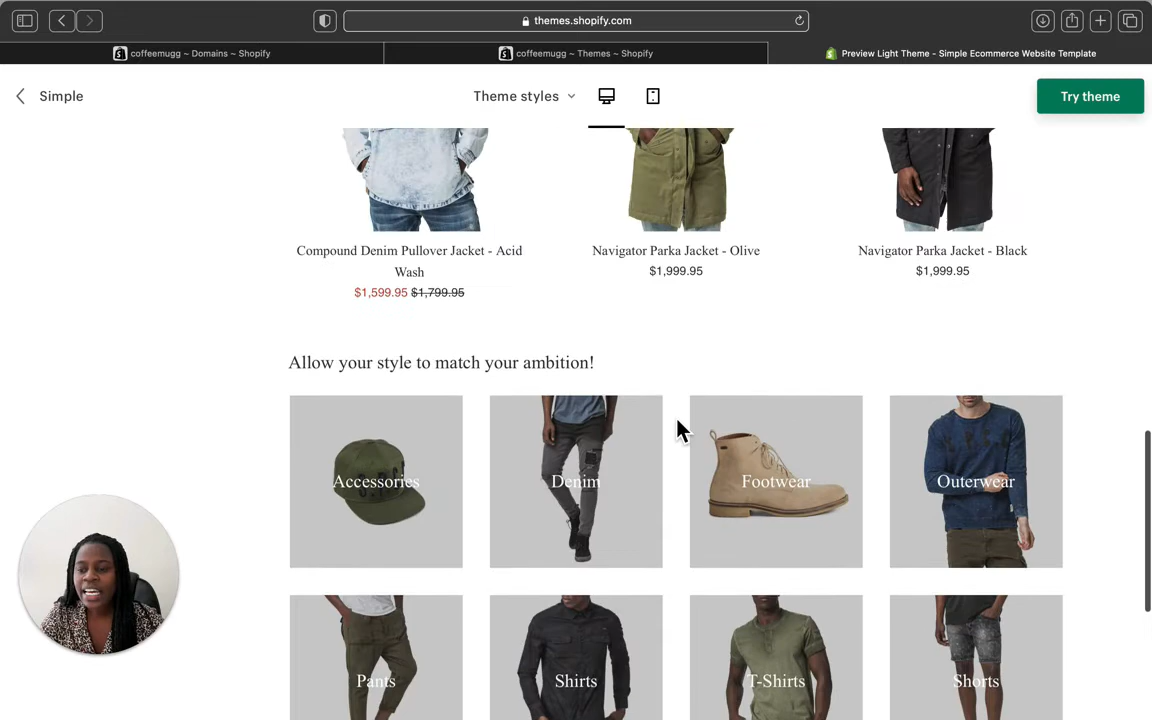 themes.shopify.com
coffeemugg ~ Domains ~ Shopify
coffeemugg ~ Themes ~ Shopify
Preview Light Theme - Simple Ecommerce Website Template
Simple
Theme styles
Try theme
Compound Denim Pullover Jacket - Acid
Wash
$1,599.95 $1,799.95
Navigator Parka Jacket - Olive
$1,999.95
Navigator Parka Jacket - Black
$1,999.95
Allow your style to match your ambition!
Accessories
Denim
Footwear
Outerwear
Pants
Shirts
T-Shirts
Shorts